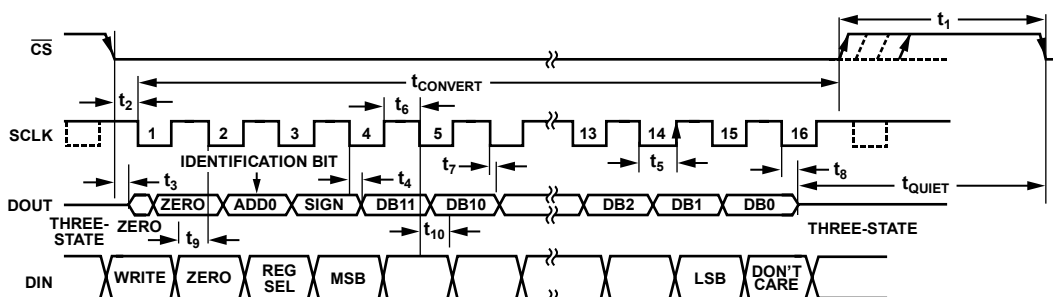 t1
CS
tCONVERT
t2
t6
SCLK
1 2 3 4 5 13 14 15 16
IDENTIFICATION BIT
t7
t5
t8
t3
t4
tQUIET
DOUT
ZERO ADD0 SIGN DB11 DB10 DB2 DB1 DB0
THREE-
STATE
ZERO
THREE-STATE
t9
t10
DIN
WRITE ZERO REG
SEL MSB LSB DON'T
CARE